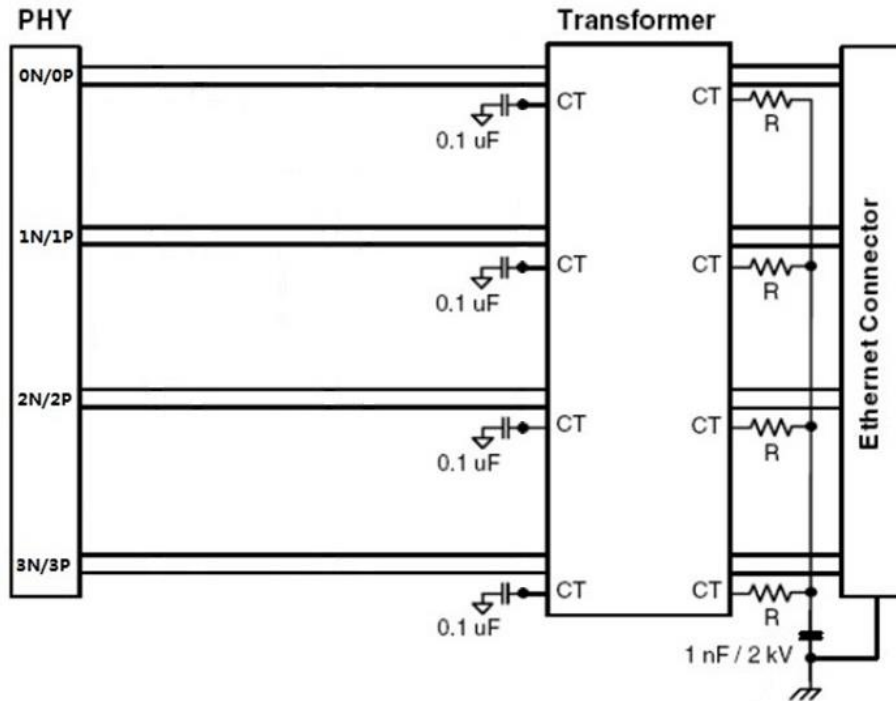 PHY
Transformer
0N/0P
CT
CT
0.1 uF
R
1N/1P
CT
CT
0.1 uF
R
Ethernet Connector
2N/2P
CT
CT
0.1 uF
R
3N/3P
CT
CT
0.1 uF
R
1 nF / 2 kV